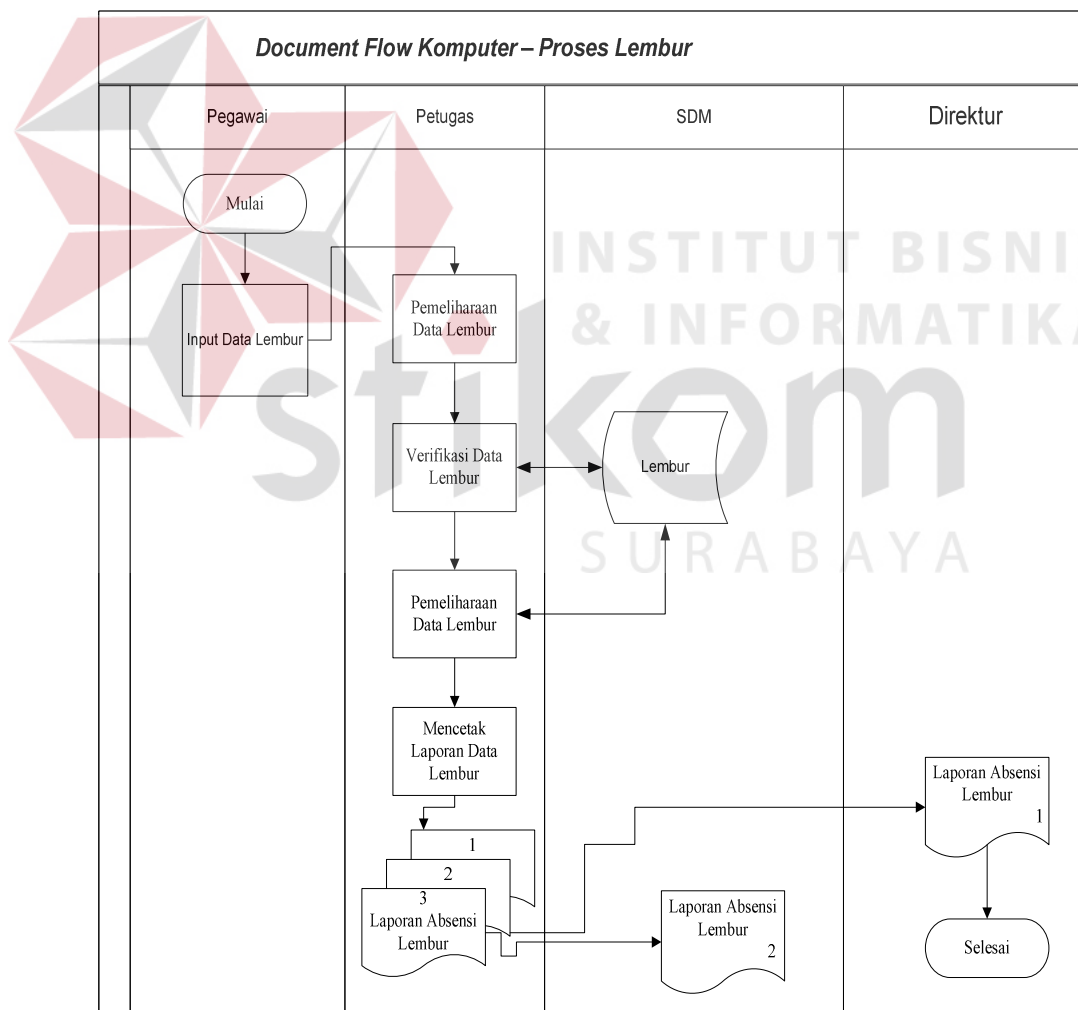 Document Flow Komputer – Proses Lembur
Pegawai
Petugas
SDM
Direktur
Mulai
Input Data Lembur
Pemeliharaan
Data Lembur
Verifikasi Data
Lembur
Lembur
Pemeliharaan
Data Lembur
Mencetak
Laporan Data
Lembur
1
2
3
Laporan Absensi
Lembur
Laporan Absensi
Lembur
2
Laporan Absensi
Lembur
1
Selesai
INSTITUT BISNI
& INFORMATIKA
stikom
SURABAYA